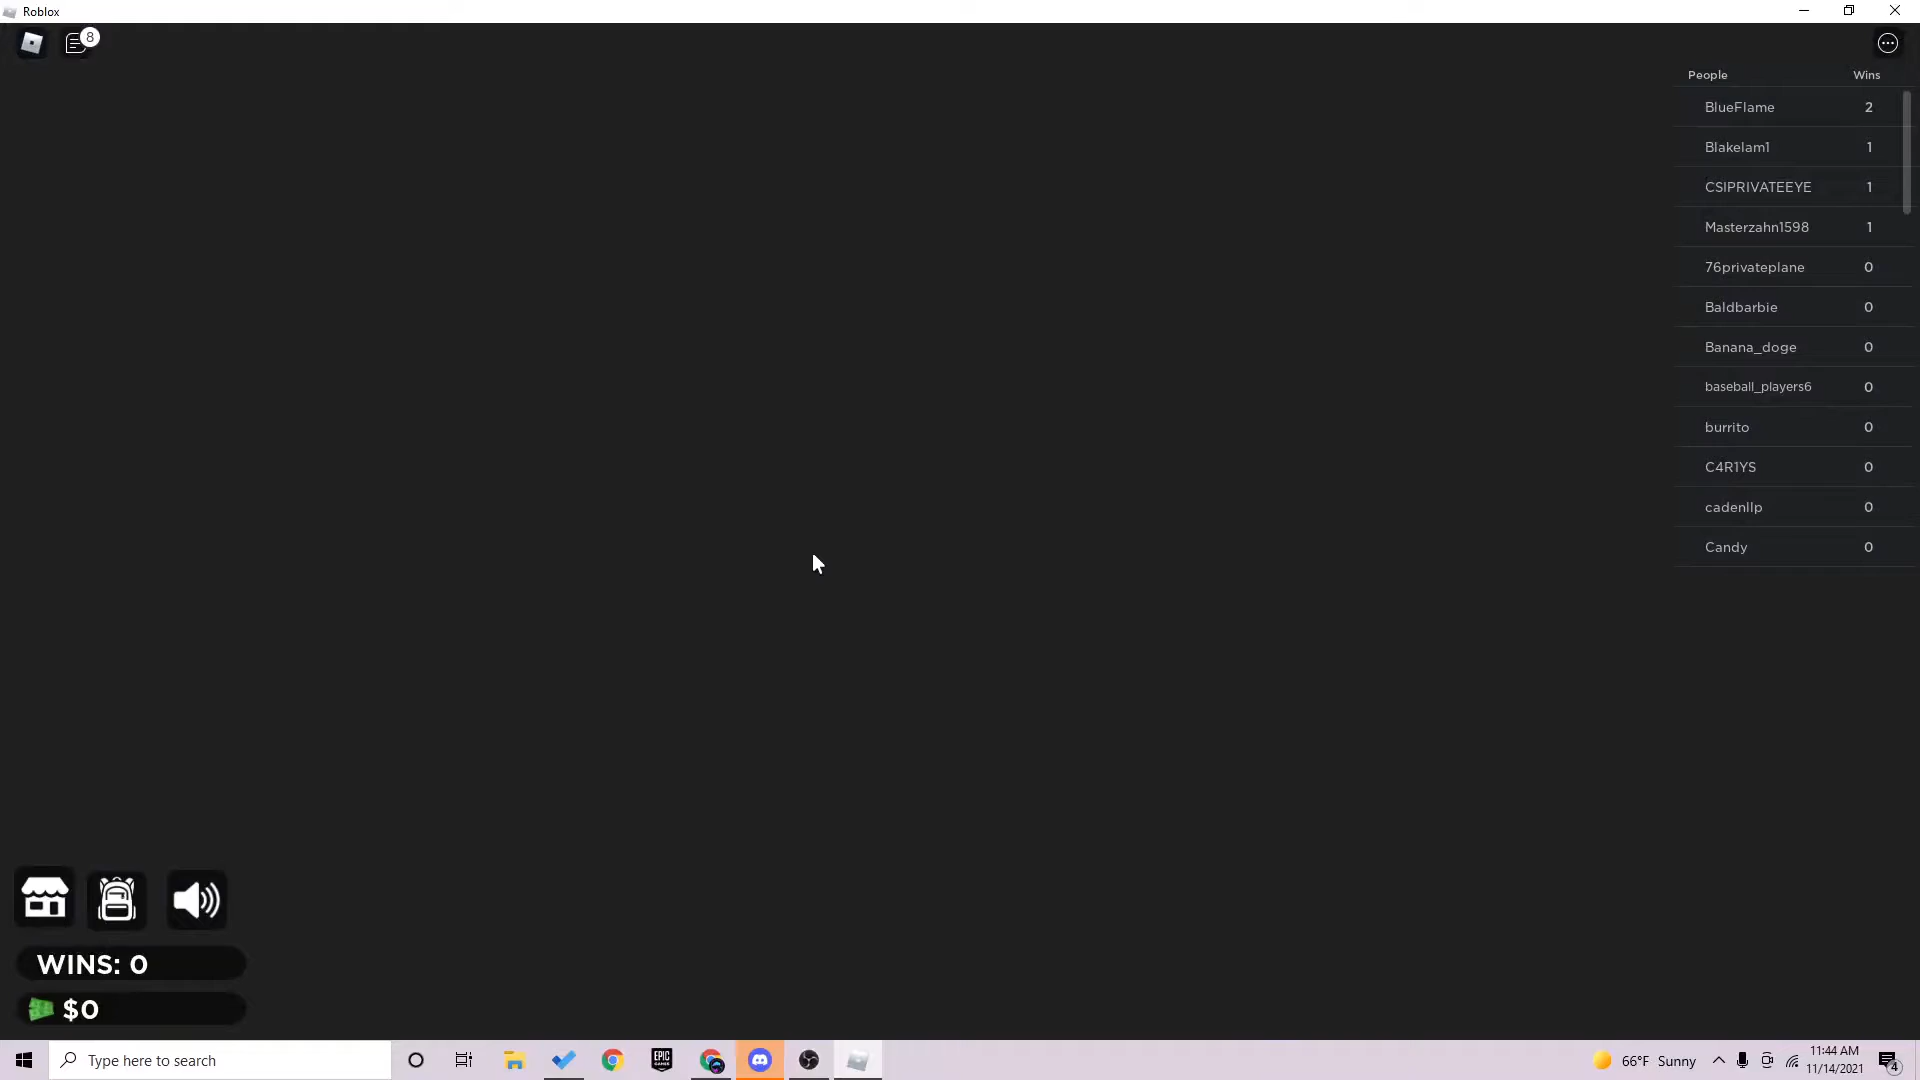 Roblox
8
People Wins
BlueFlame 2
Blakelam1 1
CSIPRIVATEEYE 1
Masterzahn1598 1
76privateplane 0
Baldbarbie 0
Banana_doge 0
baseball_players6 0
burrito 0
C4R1YS 0
cadenllp 0
Candy 0
WINS: 0
$0
Type here to search
EPIC
GAMES
66°F Sunny
11:44 AM
11/14/2021
4